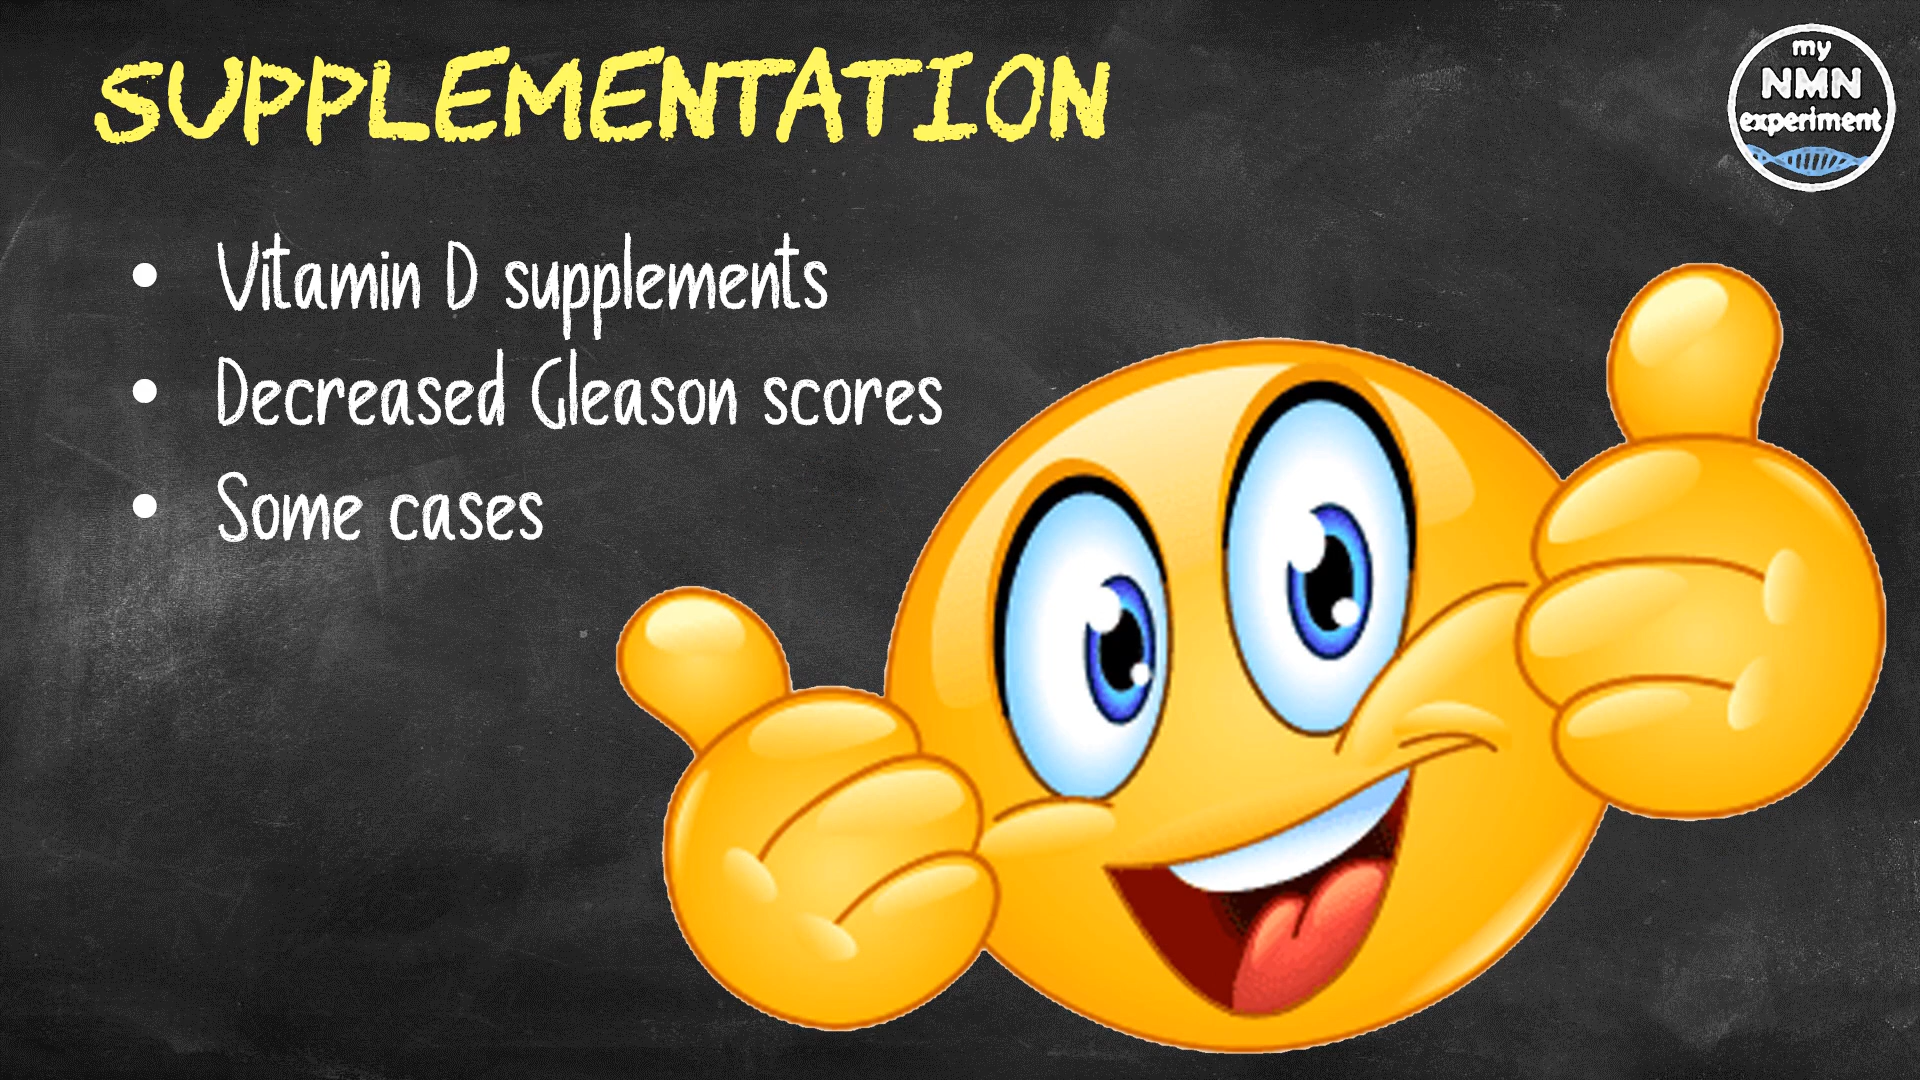 SUPPLEMENTATION
my
NMN
experiment
• Vitamin D supplements
• Decreased Gleason scores
• Some cases